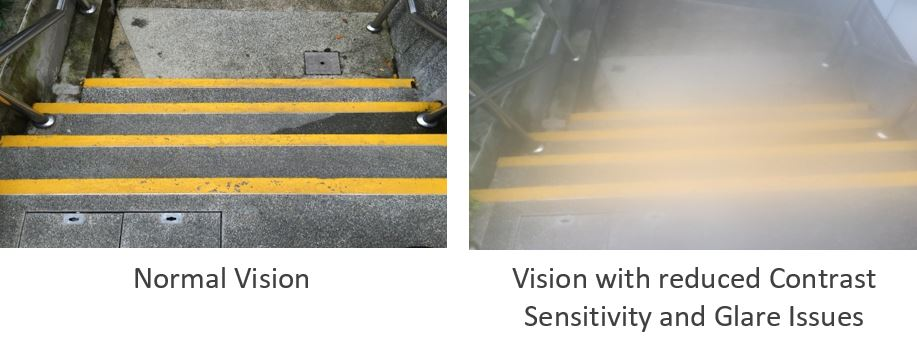 Normal Vision
Vision with reduced Contrast
Sensitivity and Glare Issues